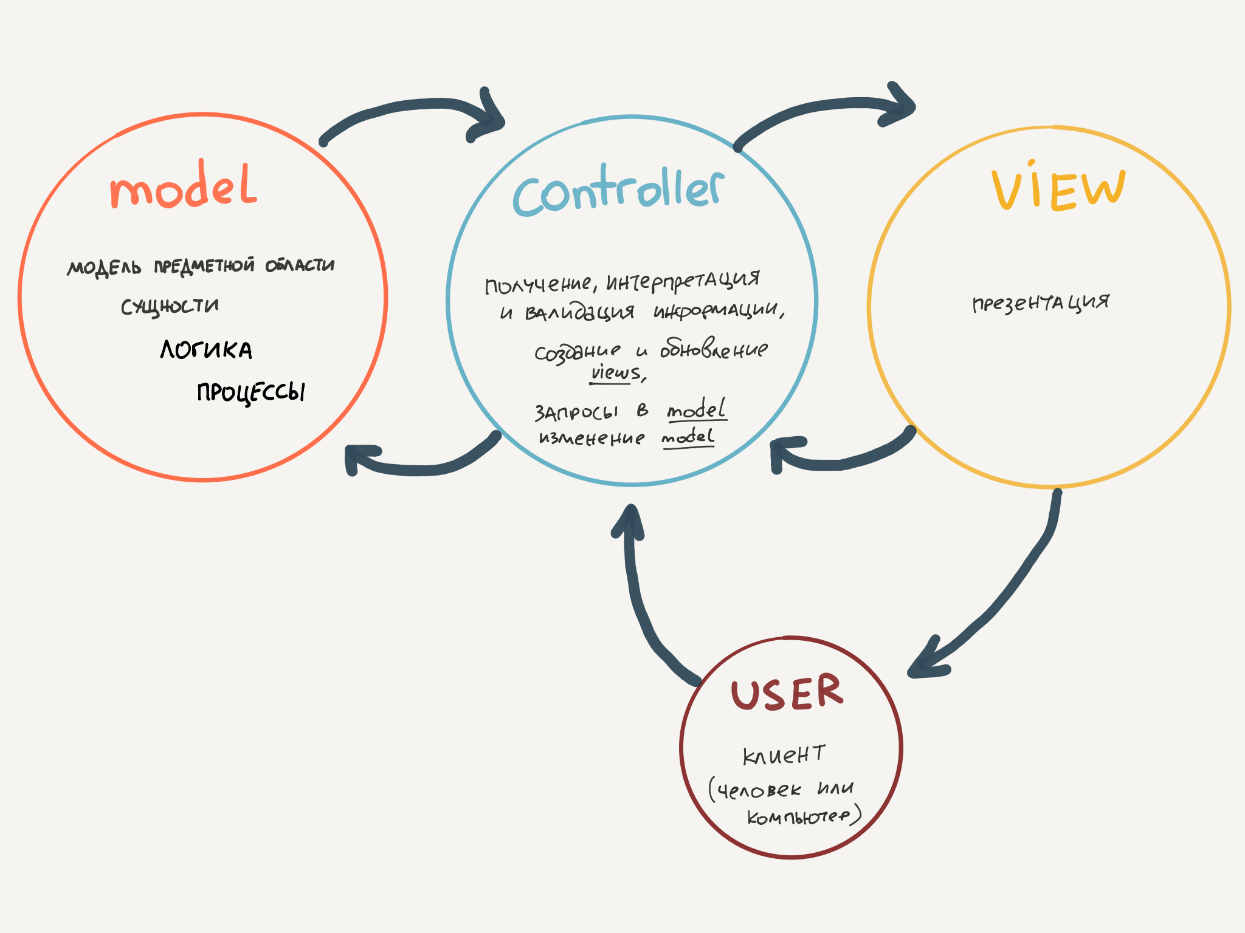 model
модель предметной области
сущности
логика
процессы
controller
получение, интерпретация
и валидация информации,
создание и обновление
views,
запросы в model
изменение model
view
презентация
USER
клиент
(человек или
компьютер)